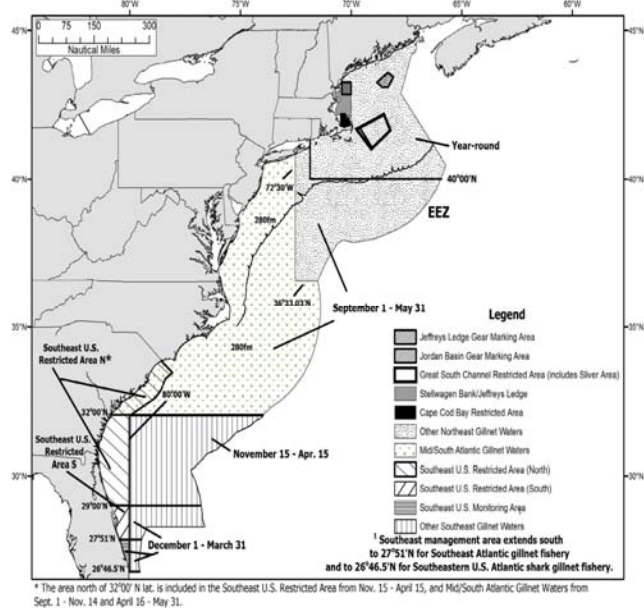 80°W
75°W
70°W
65°W
60°W
45°N
45°N
0 75 150 300
Nautical Miles
Year-round
40°N
40°N
40°00'N
72°30'W
280fm
EEZ
36°33.03'N
September 1 - May 31
35°N
35°N
280fm
Southeast U.S.
Restricted Area N*
80°00'W
32°00'N
Southeast U.S.
Restricted
Area S
November 15 - Apr. 15
30°N
30°N
29°00'N
27°51'N
December 1 - March 31
26°46.5'N
Legend
Jeffreys Ledge Gear Marking Area
Jordan Basin Gear Marking Area
Great South Channel Restricted Area (includes Sliver Area)
Stellwagen Bank/Jeffreys Ledge
Cape Cod Bay Restricted Area
Other Northeast Gillnet Waters
Mid/South Atlantic Gillnet Waters
Southeast U.S. Restricted Area (North)
Southeast U.S. Restricted Area (South)
Southeast U.S. Monitoring Area
Other Southeast Gillnet Waters
1 Southeast management area extends south
to 27°51'N for Southeast Atlantic gillnet fishery
and to 26°46.5'N for Southeastern U.S. Atlantic shark gillnet fishery.
80°W
75°W
70°W
65°W
* The area north of 32°00' N lat. is included in the Southeast U.S. Restricted Area from Nov. 15 - April 15, and Mid/South Atlantic Gillnet Waters from
Sept. 1 - Nov. 14 and April 16 - May 31.